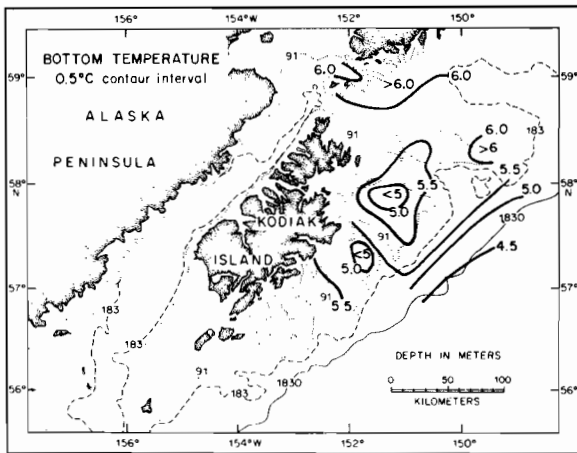 156° 154° 152° 150°
BOTTOM TEMPERATURE
0.5°C contour interval
ALASKA
PENINSULA
KODIAK
ISLAND
59°
58°
N
57°
56°
59°
58°
N
57°
56°
91
6.0
>6.0
6.0
91
6.0
>6
183
5.5
5.5
5.0
<5
5.0
1830
91
<5
5.0
4.5
91
5.5
183
183
91
183
1830
DEPTH IN METERS
0 100
KILOMETERS
156° 154°W 152° 150°